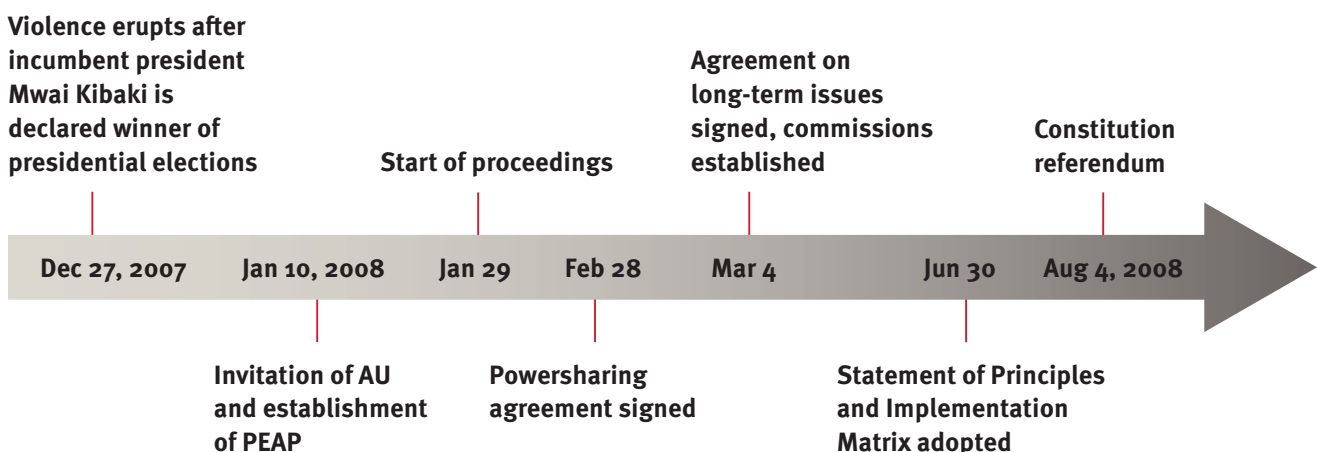 Violence erupts after
incumbent president
Mwai Kibaki is
declared winner of
presidential elections
Start of proceedings
Agreement on
long-term issues
signed, commissions
established
Constitution
referendum
Dec 27, 2007
Jan 10, 2008
Jan 29
Feb 28
Mar 4
Jun 30
Aug 4, 2008
Invitation of AU
and establishment
of PEAP
Powersharing
agreement signed
Statement of Principles
and Implementation
Matrix adopted